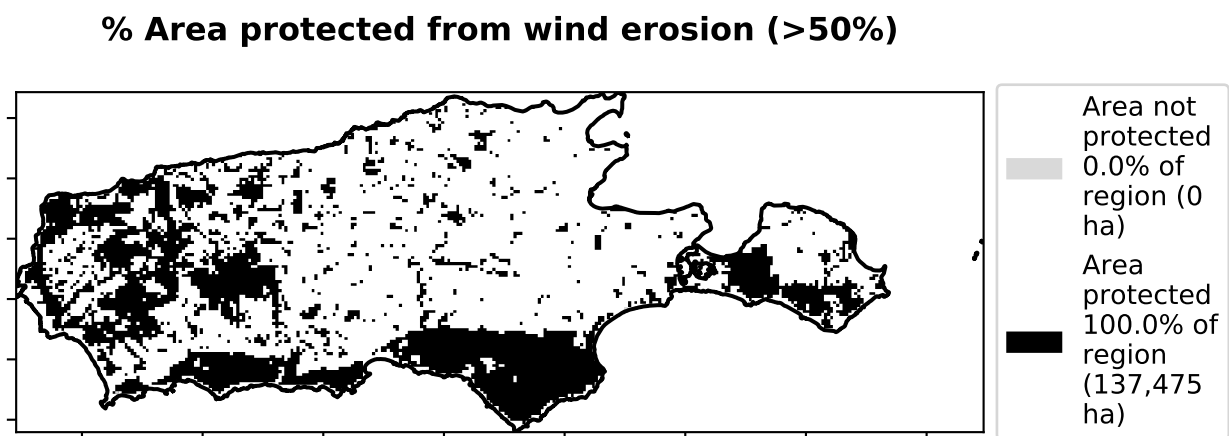 % Area protected from wind erosion (>50%)
Area not
protected
0.0% of
region (0
ha)
Area
protected
100.0% of
region
(137,475
ha)